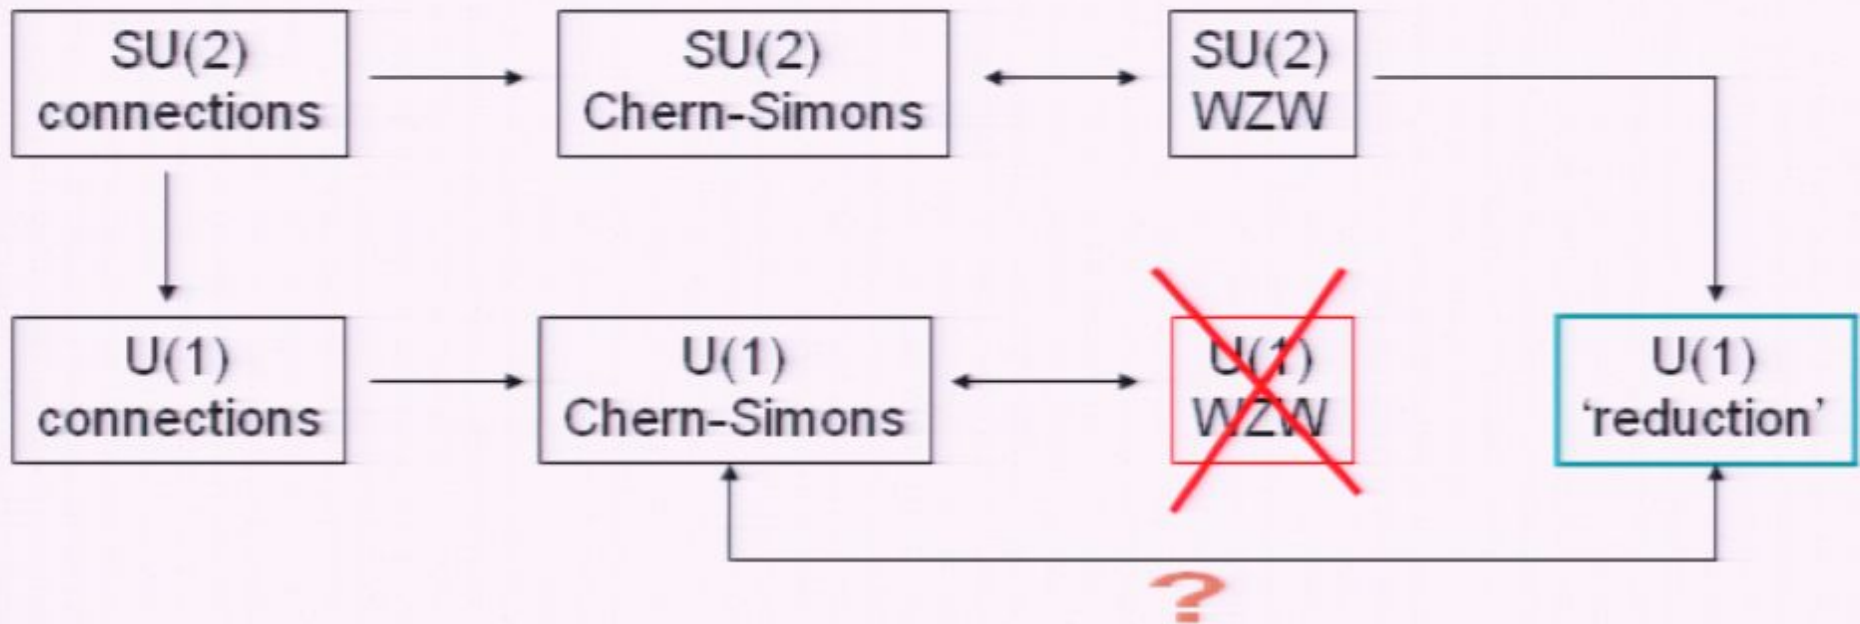 SU(2)
connections
SU(2)
Chern-Simons
SU(2)
WZW
U(1)
connections
U(1)
Chern-Simons
U(1)
WZW
U(1)
'reduction'
?